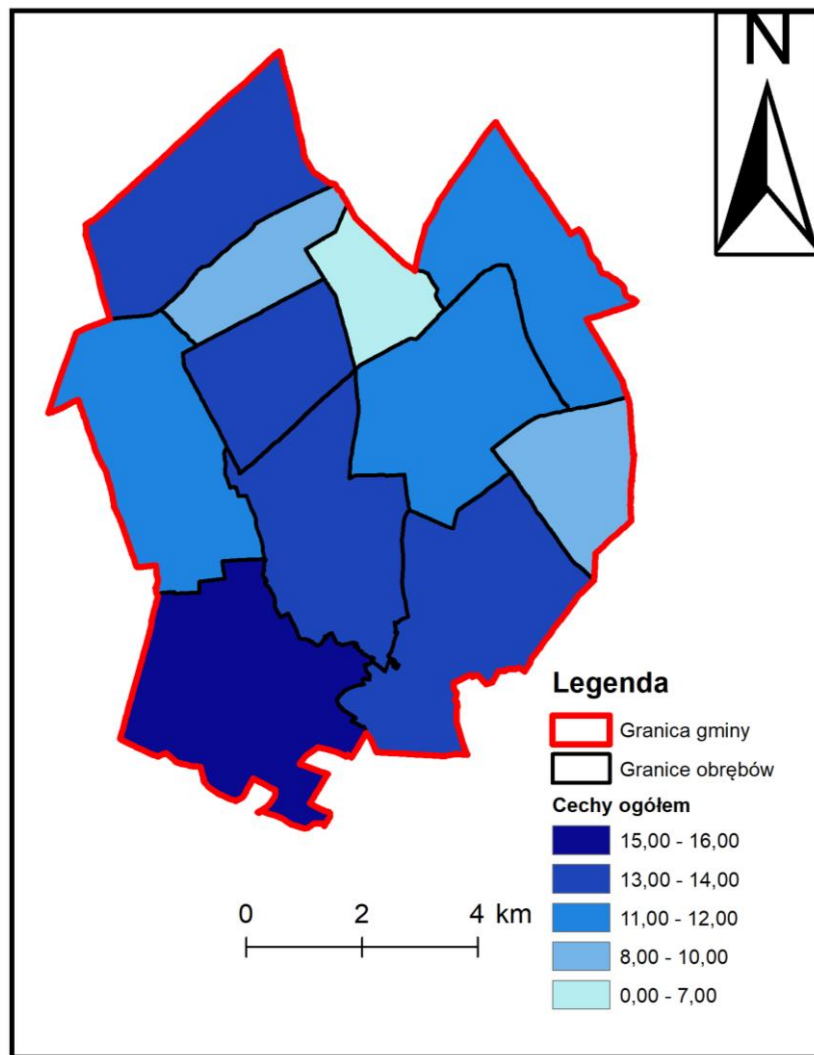 N
Legenda
Granica gminy
Granice obrębów
Cechy ogółem
15,00 - 16,00
13,00 - 14,00
11,00 - 12,00
8,00 - 10,00
0,00 - 7,00
0 2 4 km